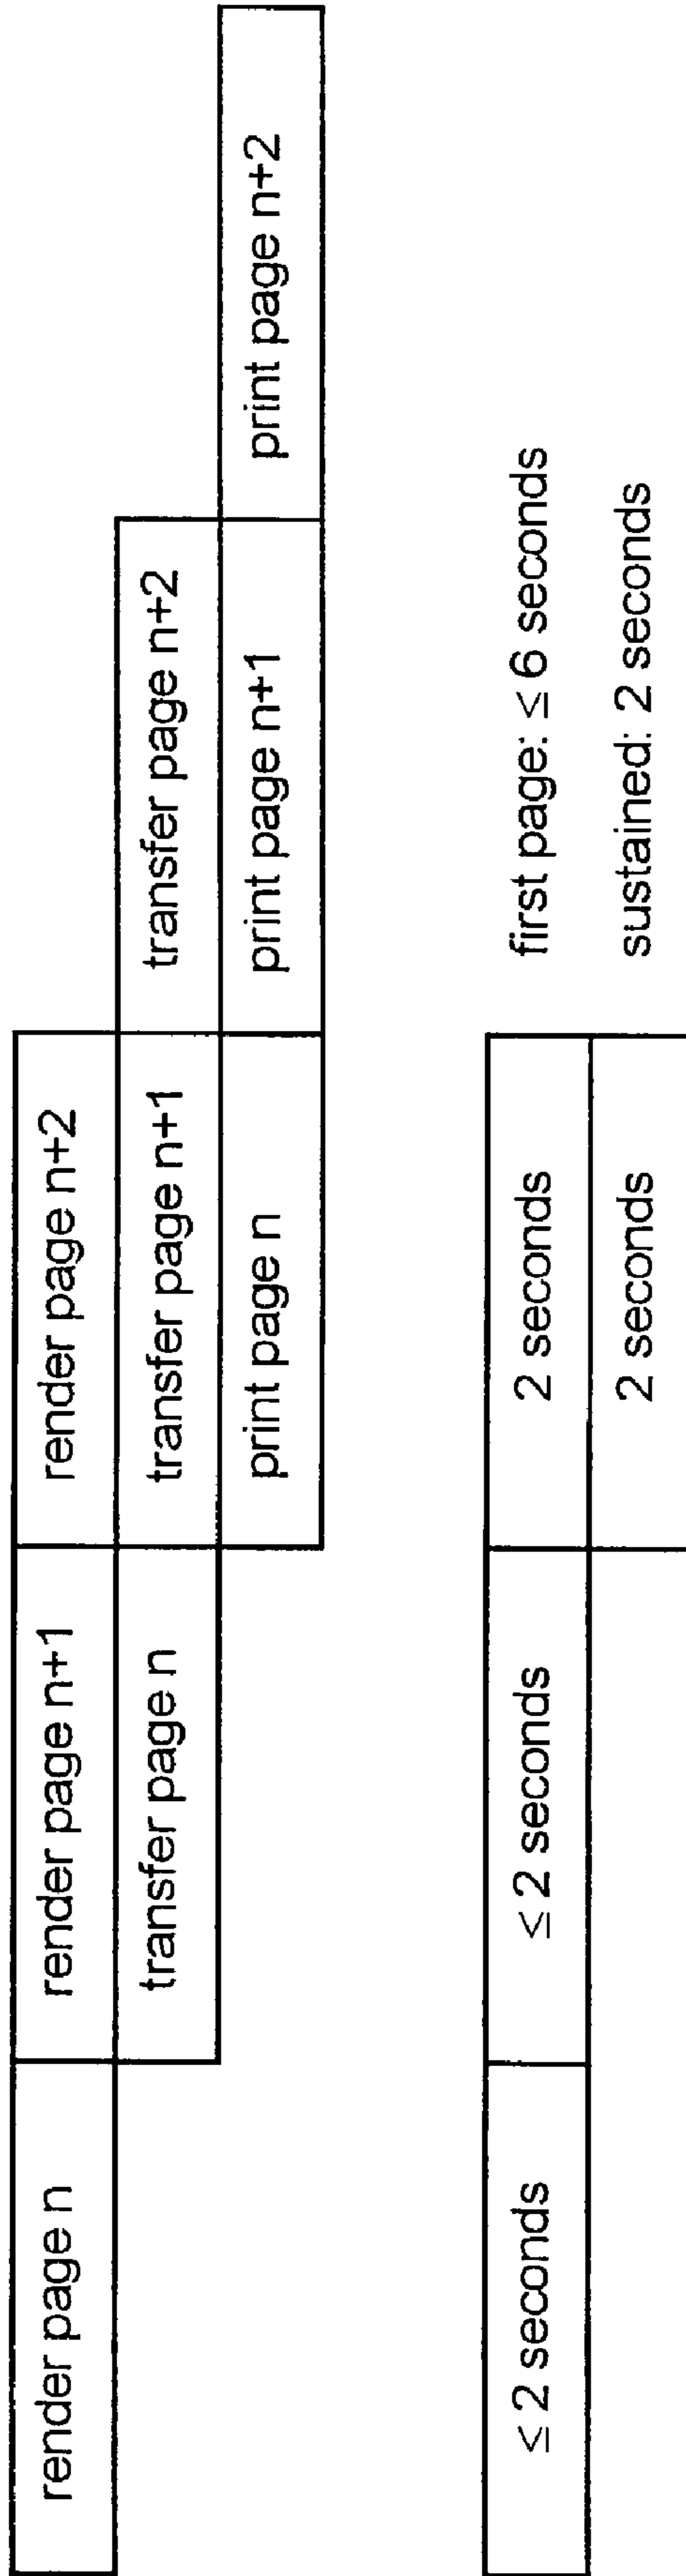 render page n
render page n+1
render page n+2
transfer page n
transfer page n+1
transfer page n+2
print page n
print page n+1
print page n+2
≤ 2 seconds
≤ 2 seconds
2 seconds
first page: ≤ 6 seconds
2 seconds
sustained: 2 seconds